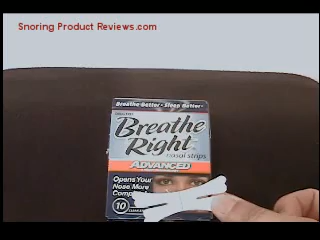 Snoring Product Reviews.com
Breathe Better • Sleep Better
Breathe
Right
nasal strips
ADVANCED
Opens Your
Nose More
10